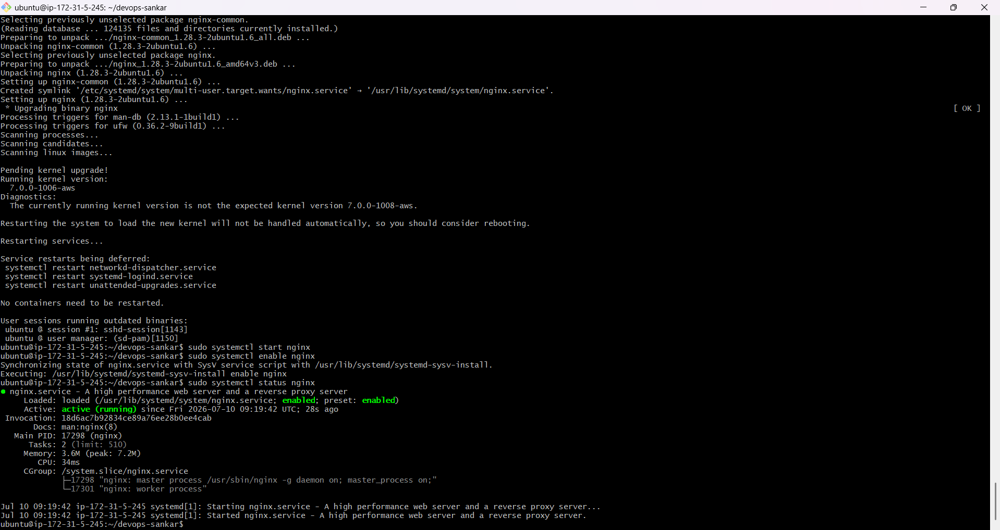 ubuntu@ip-172-31-5-245: ~/devops-sankar
Selecting previously unselected package nginx-common.
(Reading database ... 124135 files and directories currently installed.)
Preparing to unpack .../nginx-common_1.28.3-2ubuntu1.6_all.deb ...
Unpacking nginx-common (1.28.3-2ubuntu1.6) ...
Selecting previously unselected package nginx.
Preparing to unpack .../nginx_1.28.3-2ubuntu1.6_amd64v3.deb ...
Unpacking nginx (1.28.3-2ubuntu1.6) ...
Setting up nginx-common (1.28.3-2ubuntu1.6) ...
Created symlink '/etc/systemd/system/multi-user.target.wants/nginx.service' → '/usr/lib/systemd/system/nginx.service'.
Setting up nginx (1.28.3-2ubuntu1.6) ...
 * Upgrading binary nginx [ OK ]
Processing triggers for man-db (2.13.1-1build1) ...
Processing triggers for ufw (0.36.2-9build1) ...
Scanning processes...
Scanning candidates...
Scanning linux images...
Pending kernel upgrade!
Running kernel version:
  7.0.0-1006-aws
Diagnostics:
  The currently running kernel version is not the expected kernel version 7.0.0-1008-aws.
Restarting the system to load the new kernel will not be handled automatically, so you should consider rebooting.
Restarting services...
Service restarts being deferred:
 systemctl restart networkd-dispatcher.service
 systemctl restart systemd-logind.service
 systemctl restart unattended-upgrades.service
No containers need to be restarted.
User sessions running outdated binaries:
 ubuntu @ session #1: sshd-session[1143]
 ubuntu @ user manager: (sd-pam)[1150]
ubuntu@ip-172-31-5-245:~/devops-sankar$ sudo systemctl start nginx
ubuntu@ip-172-31-5-245:~/devops-sankar$ sudo systemctl enable nginx
Synchronizing state of nginx.service with SysV service script with /usr/lib/systemd/systemd-sysv-install.
Executing: /usr/lib/systemd/systemd-sysv-install enable nginx
ubuntu@ip-172-31-5-245:~/devops-sankar$ sudo systemctl status nginx
● nginx.service - A high performance web server and a reverse proxy server
     Loaded: loaded (/usr/lib/systemd/system/nginx.service; enabled; preset: enabled)
     Active: active (running) since Fri 2026-07-10 09:19:42 UTC; 28s ago
 Invocation: 18d6ac7b92834ce89a76ee28b0ee4cab
       Docs: man:nginx(8)
   Main PID: 17298 (nginx)
      Tasks: 2 (limit: 510)
     Memory: 3.6M (peak: 7.2M)
        CPU: 34ms
     CGroup: /system.slice/nginx.service
             ├─17298 "nginx: master process /usr/sbin/nginx -g daemon on; master_process on;"
             └─17301 "nginx: worker process"
Jul 10 09:19:42 ip-172-31-5-245 systemd[1]: Starting nginx.service - A high performance web server and a reverse proxy server...
Jul 10 09:19:42 ip-172-31-5-245 systemd[1]: Started nginx.service - A high performance web server and a reverse proxy server.
ubuntu@ip-172-31-5-245:~/devops-sankar$